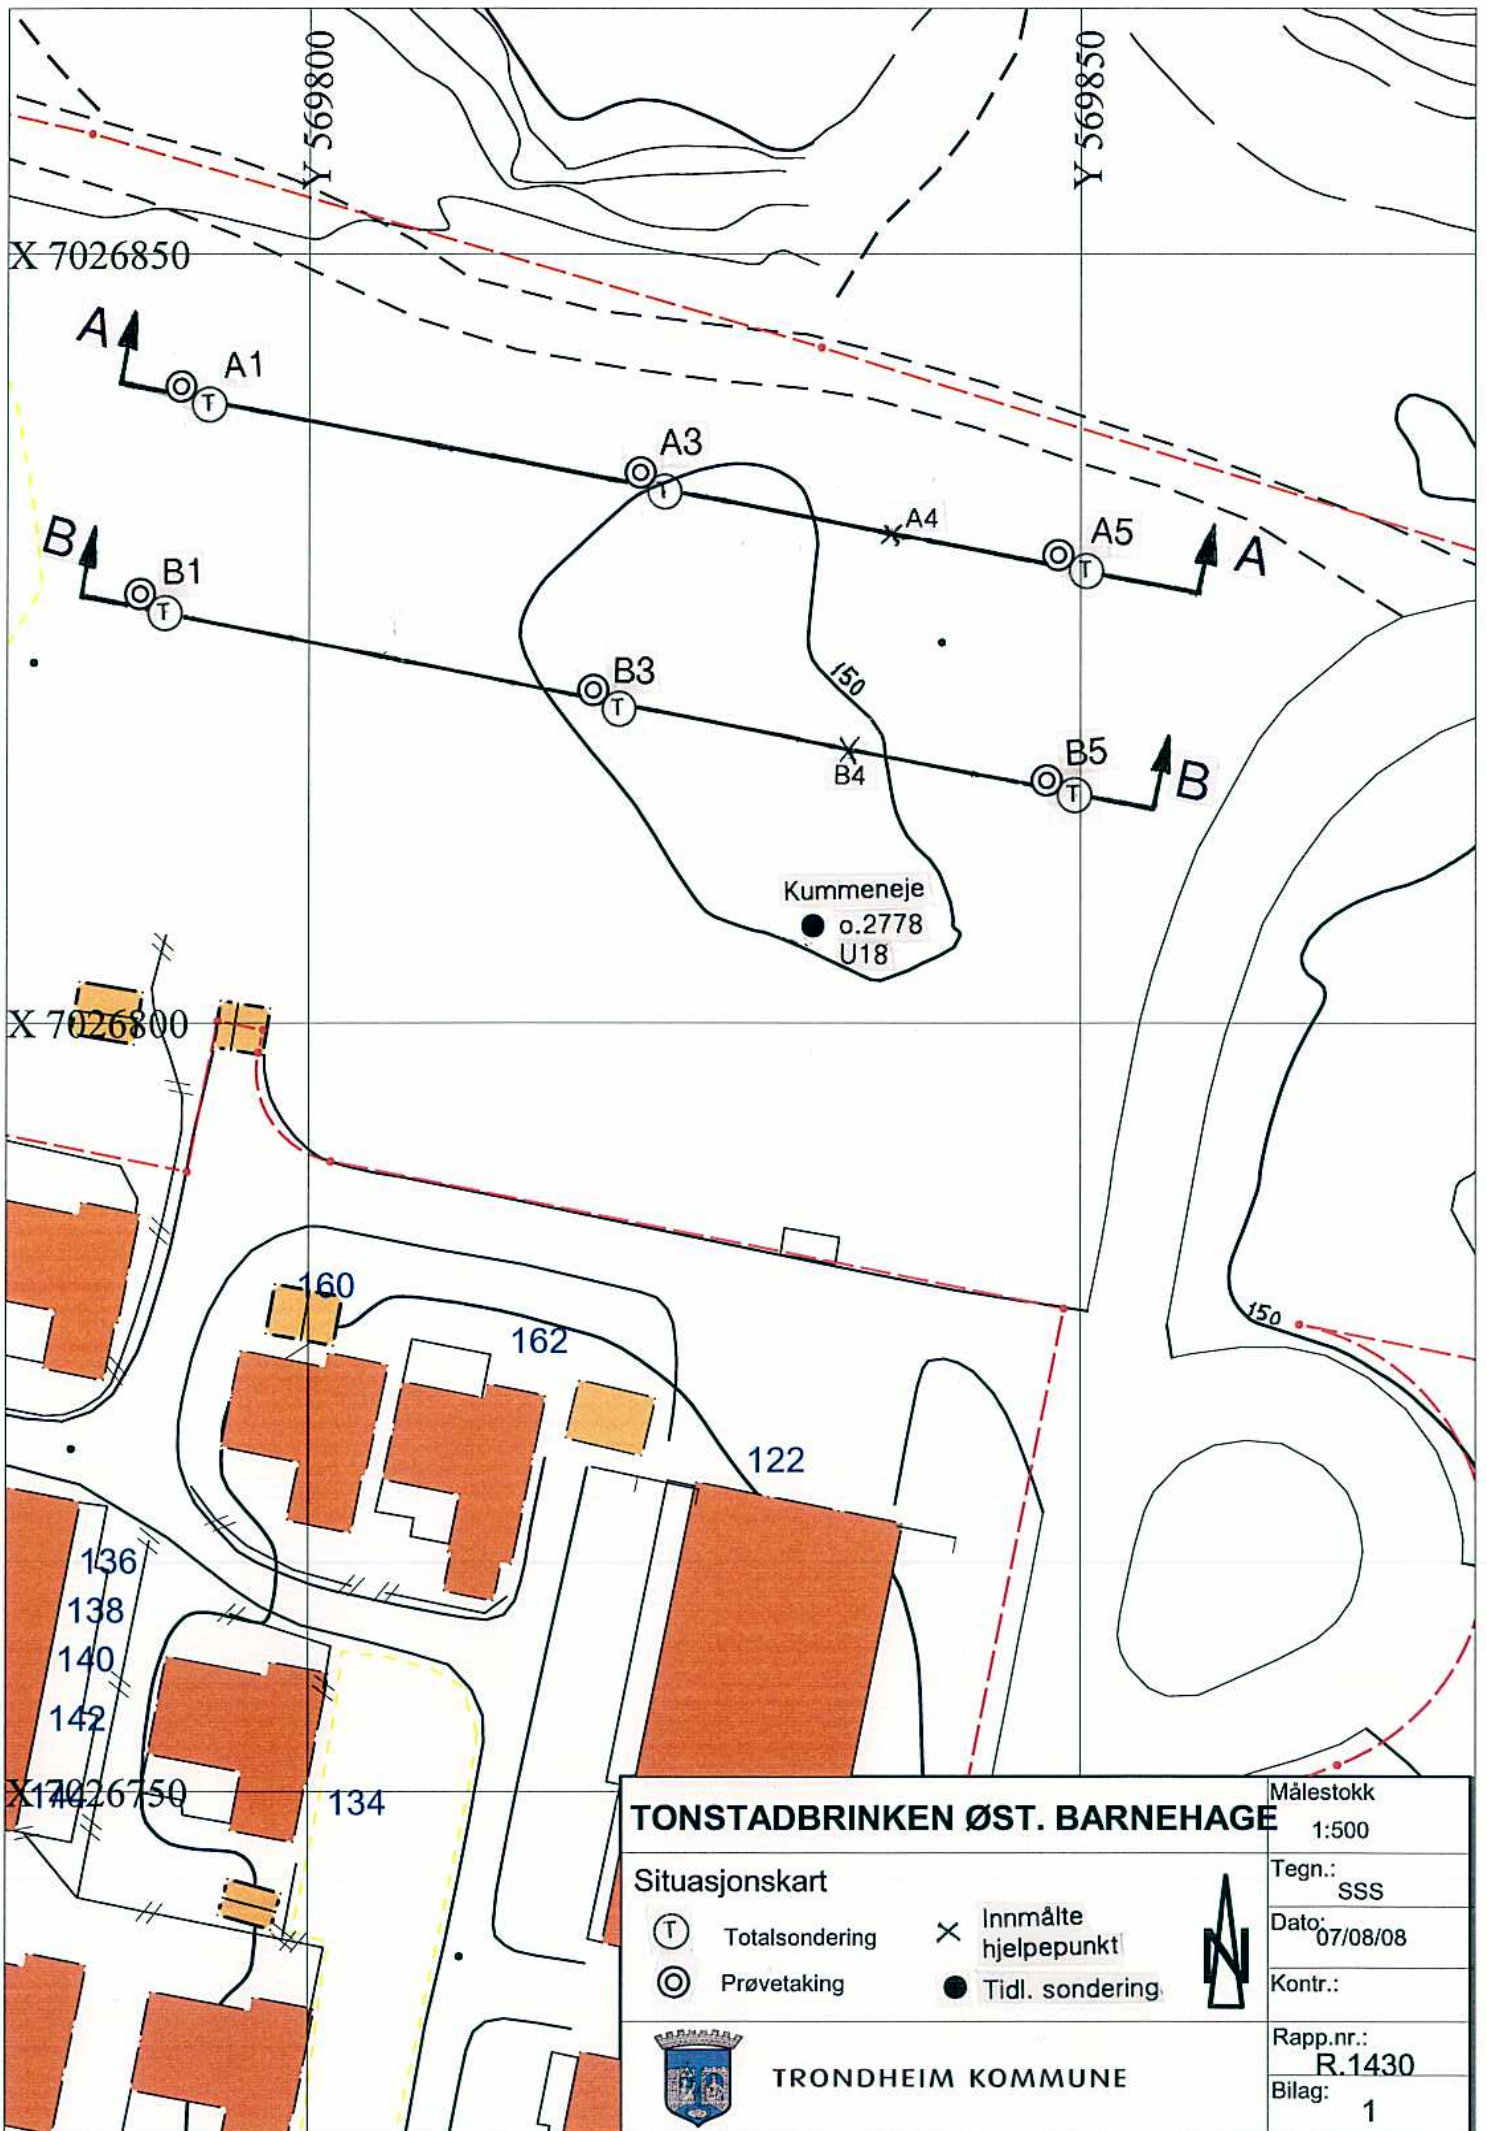 Y 569800
Y 569850
X 7026850
A
A1
A3
A4
A5
A
B
B1
B3
150
B4
B5
B
Kummeneje
o.2778
U18
X 7026800
160
162
150
122
136
138
140
142
144
X 7026750
134
TONSTADBRINKEN ØST. BARNEHAGE
Målestokk
1:500
Situasjonskart
T Totalsondering
Prøvetaking
Innmålte
hjelpepunkt
Tidl. sondering
N
Tegn.:
SSS
Dato:
07/08/08
Kontr.:
Rapp.nr.:
R.1430
Bilag:
1
TRONDHEIM KOMMUNE